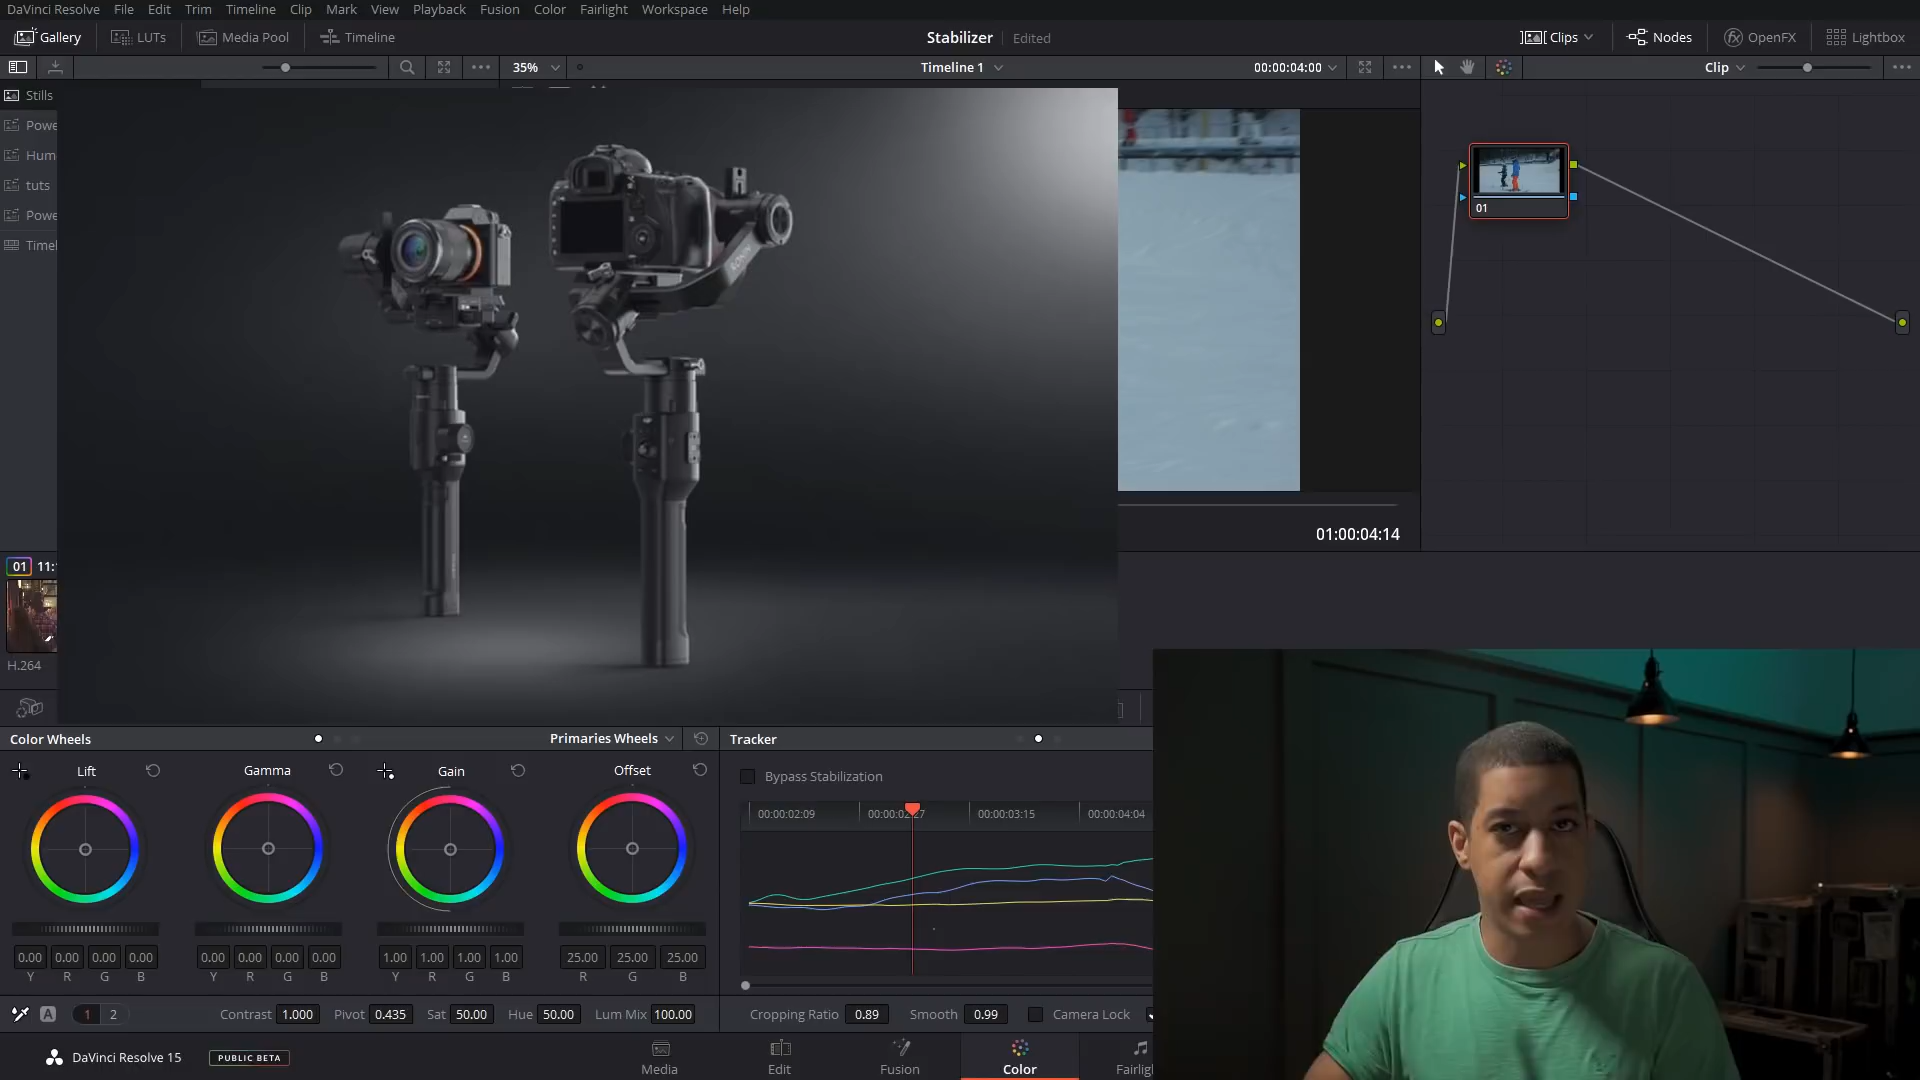 DaVinci Resolve File Edit Trim Timeline Clip Mark View Playback Fusion Color Fairlight Workspace Help
Gallery LUTs Media Pool Timeline Stabilizer Edited Clips Nodes OpenFX Lightbox
35% Timeline 1 00:00:04:00 Clip
Stills
Powe
Hum
tuts
Powe
Timel
RONIN
01
01:00:04:14
01 11:
H.264
Color Wheels Primaries Wheels Tracker
Lift Gamma Gain Offset Bypass Stabilization
00:00:02:09 00:00:02:27 00:00:03:15 00:00:04:04
0.00 0.00 0.00 0.00 0.00 0.00 0.00 0.00 1.00 1.00 1.00 1.00 25.00 25.00 25.00
Y R G B Y R G B Y R G B R G B
A 1 2 Contrast 1.000 Pivot 0.435 Sat 50.00 Hue 50.00 Lum Mix 100.00 Cropping Ratio 0.89 Smooth 0.99 Camera Lock
DaVinci Resolve 15 PUBLIC BETA Media Edit Fusion Color Fairligh